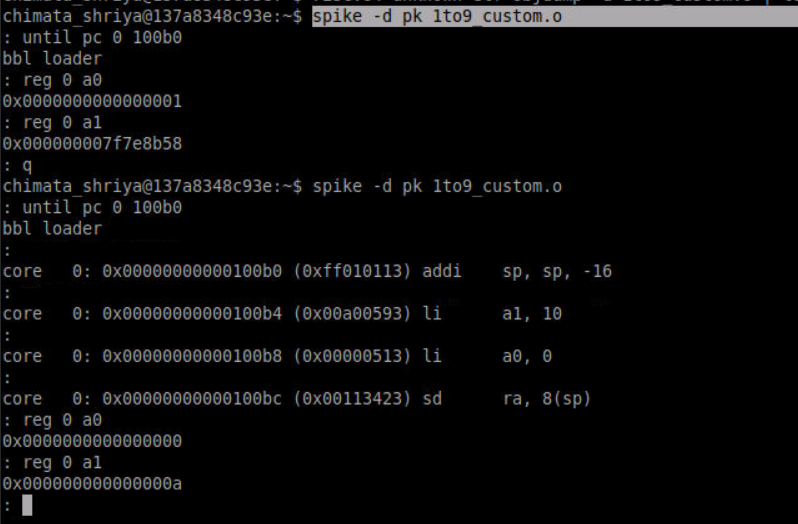 chimata_shriya@137a8348c93e:~$ spike -d pk 1to9_custom.o
: until pc 0 100b0
bbl loader
: reg 0 a0
0x0000000000000001
: reg 0 a1
0x000000007f7e8b58
: q
chimata_shriya@137a8348c93e:~$ spike -d pk 1to9_custom.o
: until pc 0 100b0
bbl loader
:
core   0: 0x00000000000100b0 (0xff010113) addi    sp, sp, -16
:
core   0: 0x00000000000100b4 (0x00a00593) li      a1, 10
:
core   0: 0x00000000000100b8 (0x00000513) li      a0, 0
:
core   0: 0x00000000000100bc (0x00113423) sd      ra, 8(sp)
: reg 0 a0
0x0000000000000000
: reg 0 a1
0x000000000000000a
: